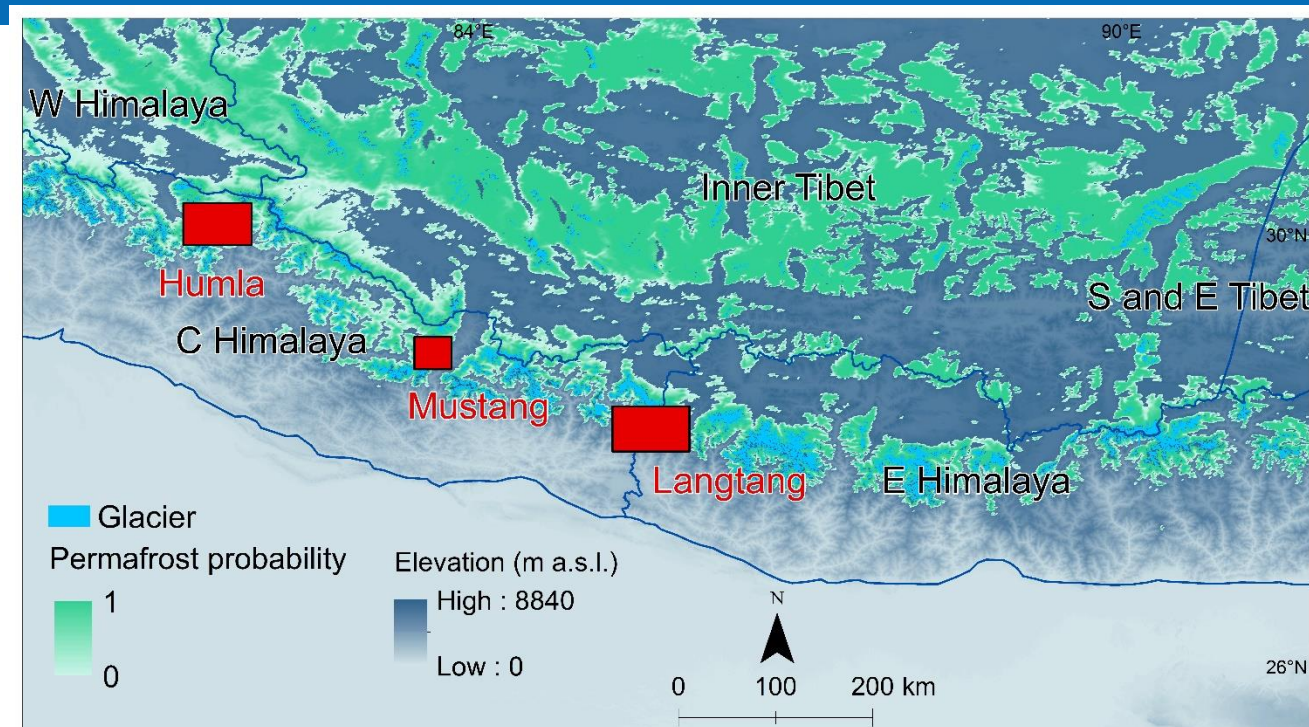 84°E
90°E
W Himalaya
Inner Tibet
30°N
Humla
S and E Tibet
C Himalaya
Mustang
Langtang
E Himalaya
Glacier
Permafrost probability
1
0
Elevation (m a.s.l.)
High : 8840
Low : 0
N
0 100 200 km
26°N